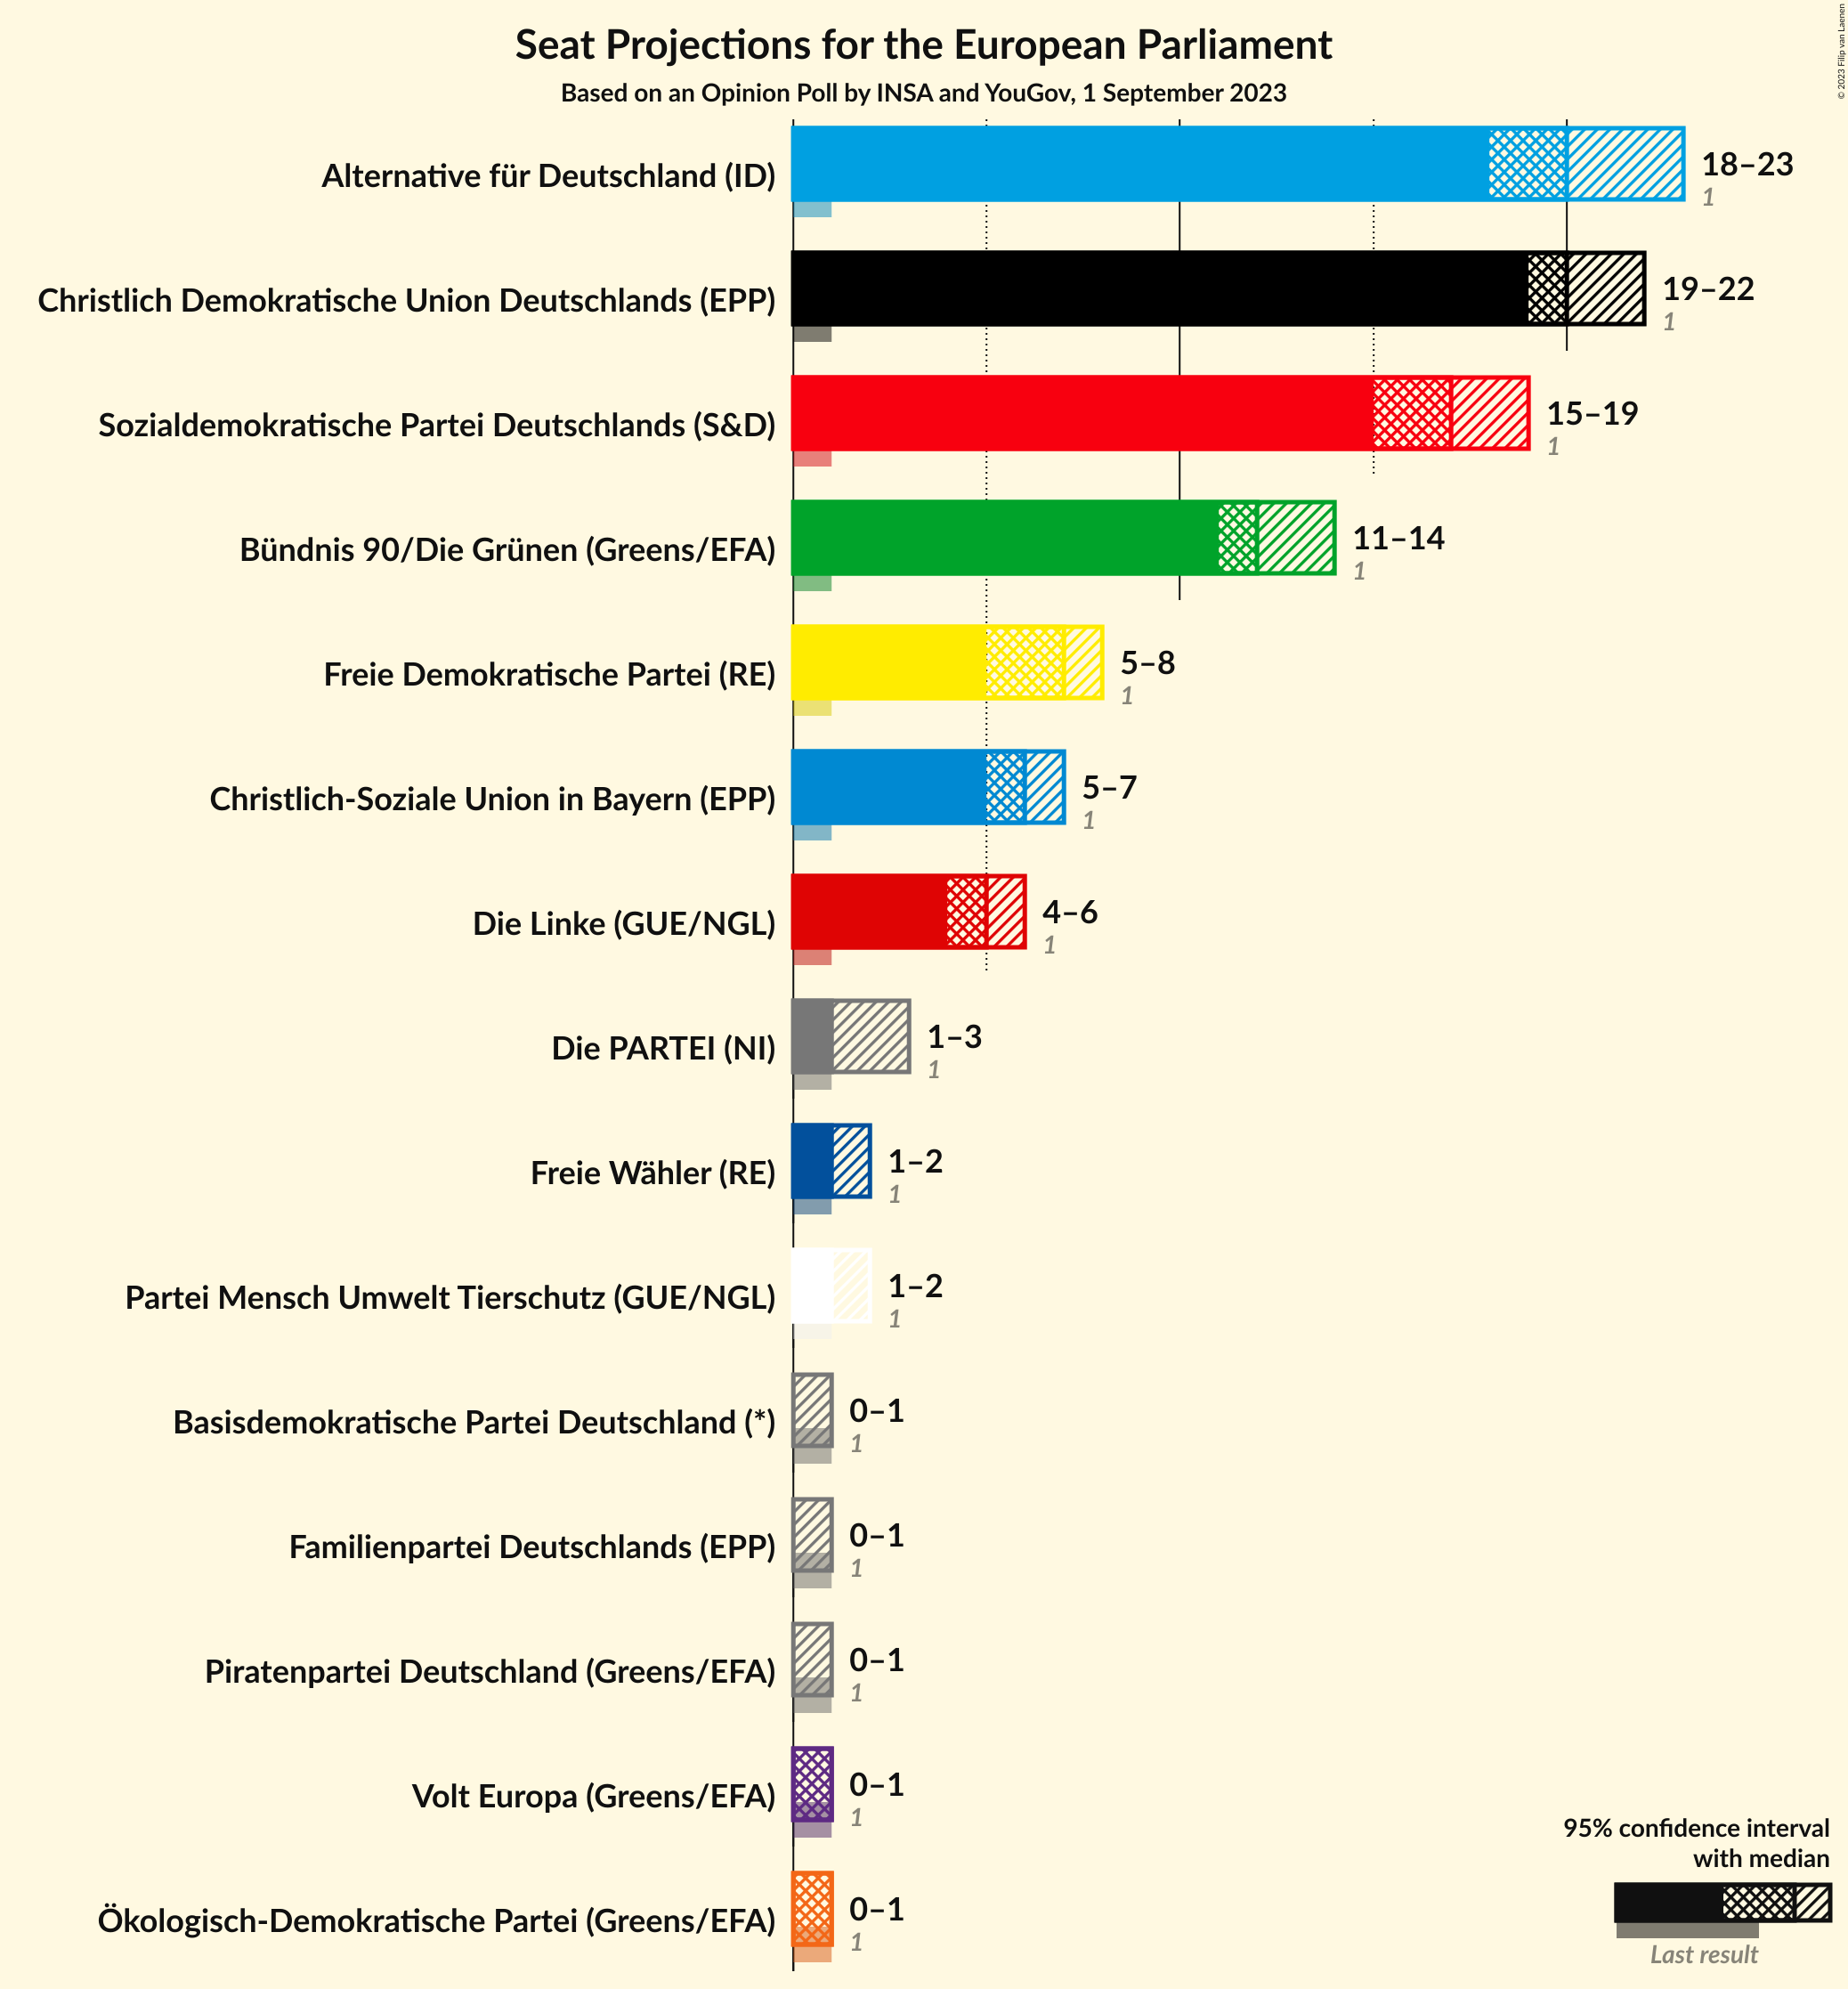 Seat Projections for the European Parliament
Based on an Opinion Poll by INSA and YouGov, 1 September 2023
© 2023 Filip van Laenen
Alternative für Deutschland (ID)
18–23
1
Christlich Demokratische Union Deutschlands (EPP)
19–22
1
Sozialdemokratische Partei Deutschlands (S&D)
15–19
1
Bündnis 90/Die Grünen (Greens/EFA)
11–14
1
Freie Demokratische Partei (RE)
5–8
1
Christlich-Soziale Union in Bayern (EPP)
5–7
1
Die Linke (GUE/NGL)
4–6
1
Die PARTEI (NI)
1–3
1
Freie Wähler (RE)
1–2
1
Partei Mensch Umwelt Tierschutz (GUE/NGL)
1–2
1
Basisdemokratische Partei Deutschland (*)
0–1
1
Familienpartei Deutschlands (EPP)
0–1
1
Piratenpartei Deutschland (Greens/EFA)
0–1
1
Volt Europa (Greens/EFA)
0–1
1
Ökologisch-Demokratische Partei (Greens/EFA)
0–1
1
95% confidence interval
with median
Last result